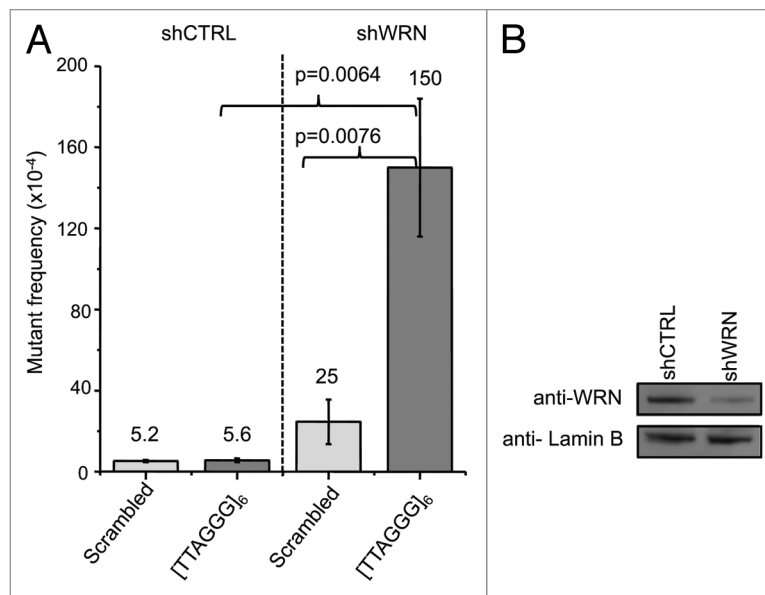 A
shCTRL
shWRN
Mutant frequency (x10⁻⁴)
200
160
120
80
40
0
p=0.0064
150
p=0.0076
25
5.2
5.6
Scrambled
[TTAGGG]₆
Scrambled
[TTAGGG]₆
B
shCTRL
shWRN
anti-WRN
anti- Lamin B